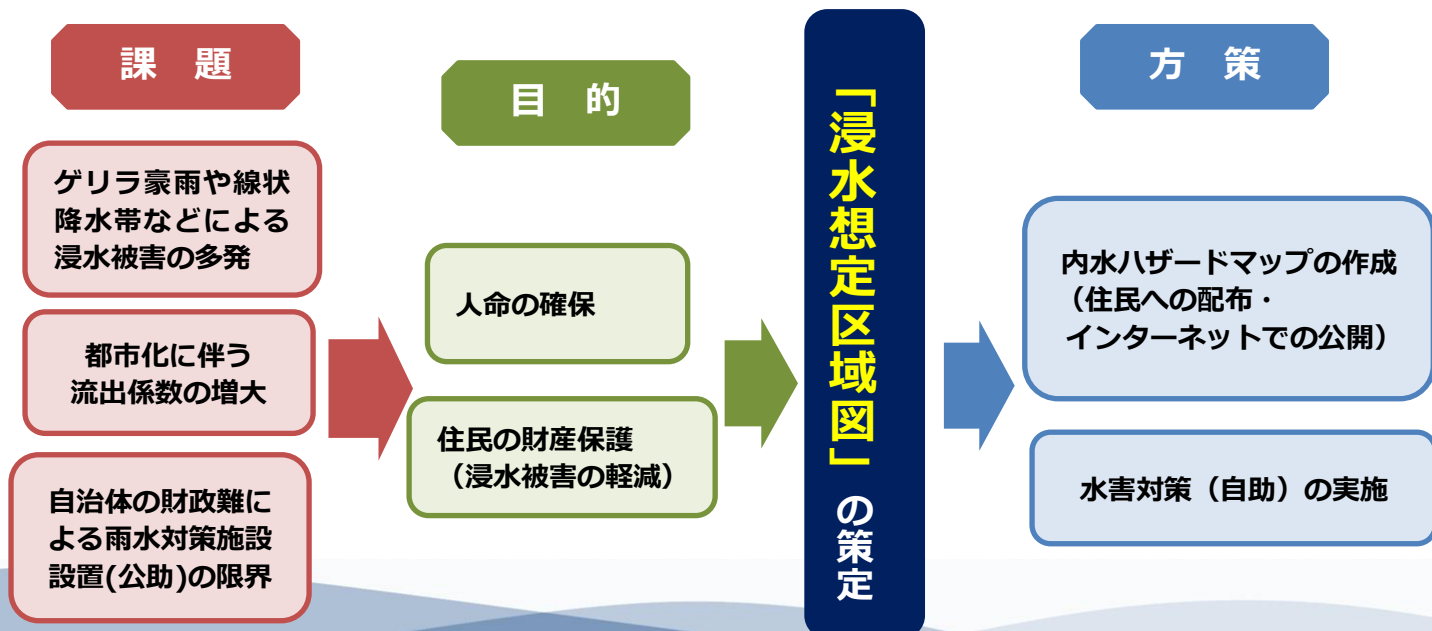 課 題
ゲリラ豪雨や線状
降水帯などによる
浸水被害の多発
都市化に伴う
流出係数の増大
自治体の財政難に
よる雨水対策施設
設置(公助)の限界
目 的
人命の確保
住民の財産保護
（浸水被害の軽減）
「浸水想定区域図」の策定
方 策
内水ハザードマップの作成
（住民への配布・
インターネットでの公開）
水害対策（自助）の実施